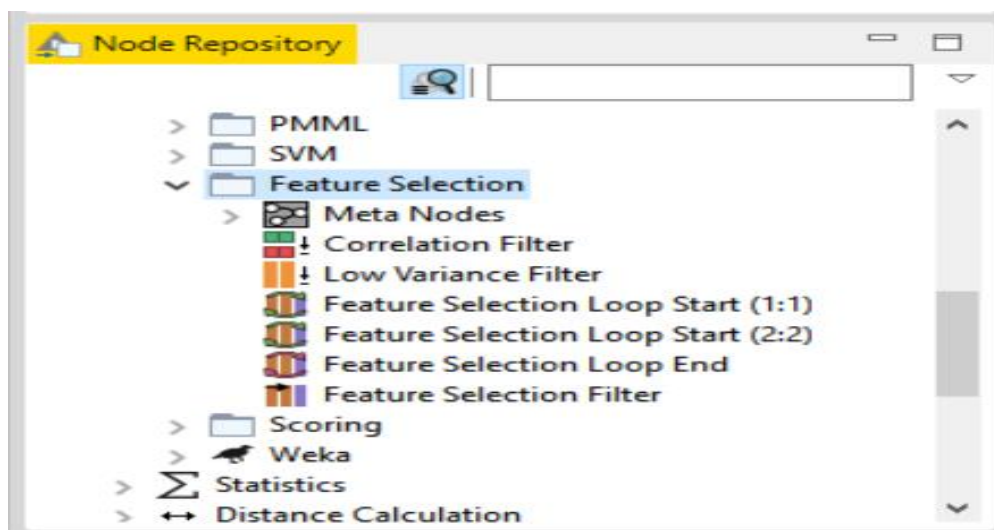 Node Repository
PMML
SVM
Feature Selection
Meta Nodes
Correlation Filter
Low Variance Filter
Feature Selection Loop Start (1:1)
Feature Selection Loop Start (2:2)
Feature Selection Loop End
Feature Selection Filter
Scoring
Weka
Statistics
Distance Calculation